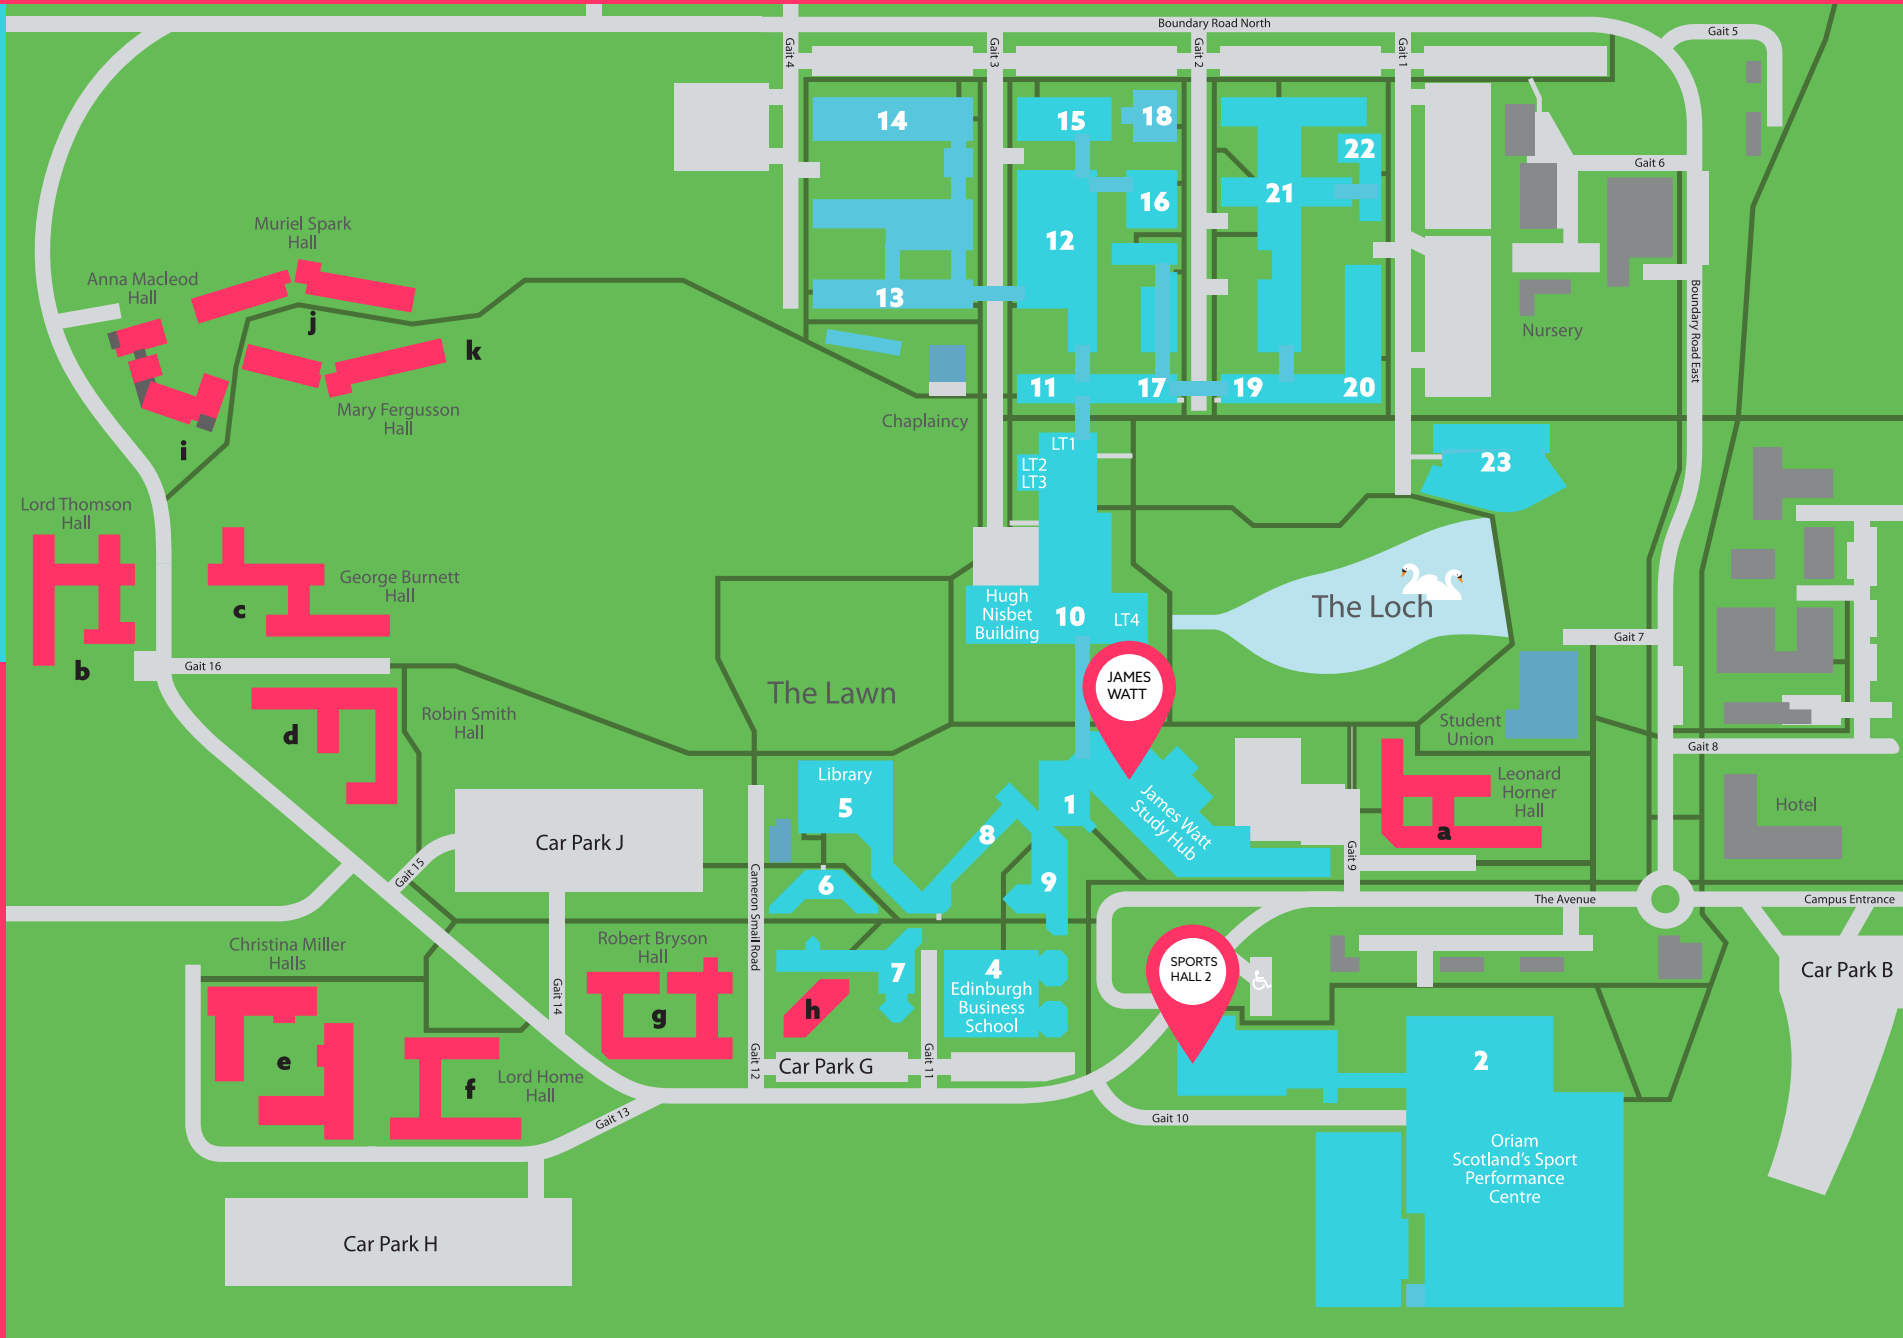 Boundary Road North
Gait 5
Gait 4
Gait 3
Gait 2
Gait 1
14
15
18
22
Gait 6
21
16
12
Muriel Spark
Hall
Anna Macleod
Hall
13
j
k
Nursery
Boundary Road East
i
Mary Fergusson
Hall
Chaplaincy
11
17
19
20
LT1
LT2
LT3
23
Lord Thomson
Hall
George Burnett
Hall
c
b
Gait 16
Hugh
Nisbet
Building
10
LT4
The Loch
Gait 7
JAMES
WATT
The Lawn
Robin Smith
Hall
d
Student
Union
Gait 8
Library
5
1
James Watt
Study Hub
Leonard
Horner
Hall
a
Hotel
Car Park J
8
Gait 15
Cameron Smail Road
6
9
Gait 9
The Avenue
Campus Entrance
Christina Miller
Halls
Robert Bryson
Hall
7
4
Edinburgh
Business
School
SPORTS
HALL 2
Car Park B
Gait 14
h
g
e
f
Lord Home
Hall
Gait 12
Car Park G
Gait 11
2
Gait 13
Gait 10
Oriam
Scotland's Sport
Performance
Centre
Car Park H